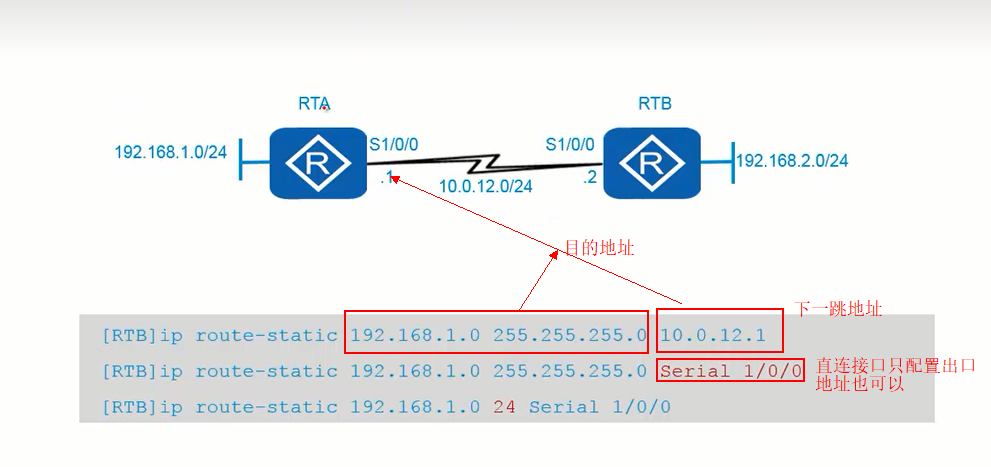 RTA
RTB
192.168.1.0/24
S1/0/0
S1/0/0
192.168.2.0/24
R
R
.1
10.0.12.0/24
.2
目的地址
下一跳地址
[RTB]ip route-static 192.168.1.0 255.255.255.0 10.0.12.1
[RTB]ip route-static 192.168.1.0 255.255.255.0 Serial 1/0/0
直连接口只配置出口
地址也可以
[RTB]ip route-static 192.168.1.0 24 Serial 1/0/0